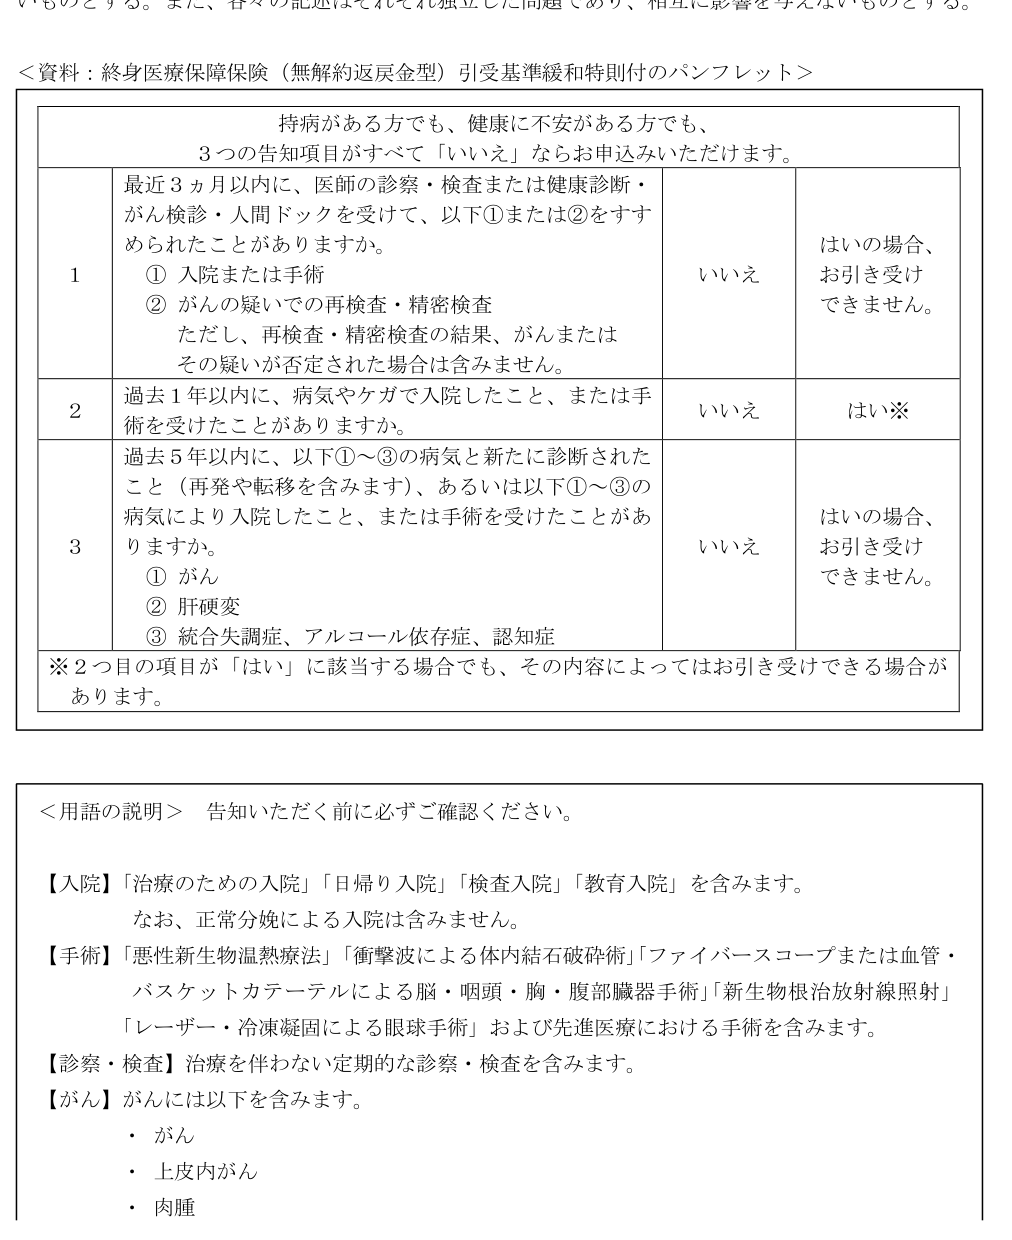 いものとする。また、各々の記述はそれぞれ独立した問題であり、相互に影響を与えないものとする。
＜資料：終身医療保障保険（無解約返戻金型）引受基準緩和特則付のパンフレット＞
持病がある方でも、健康に不安がある方でも、
３つの告知項目がすべて「いいえ」ならお申込みいただけます。
1
最近３ヵ月以内に、医師の診察・検査または健康診断・
がん検診・人間ドックを受けて、以下①または②をすす
められたことがありますか。
① 入院または手術
② がんの疑いでの再検査・精密検査
ただし、再検査・精密検査の結果、がんまたは
その疑いが否定された場合は含みません。
いいえ
はいの場合、
お引き受け
できません。
2
過去１年以内に、病気やケガで入院したこと、または手
術を受けたことがありますか。
いいえ
はい※
3
過去５年以内に、以下①～③の病気と新たに診断された
こと（再発や転移を含みます）、あるいは以下①～③の
病気により入院したこと、または手術を受けたことがあ
りますか。
① がん
② 肝硬変
③ 統合失調症、アルコール依存症、認知症
いいえ
はいの場合、
お引き受け
できません。
※２つ目の項目が「はい」に該当する場合でも、その内容によってはお引き受けできる場合が
あります。
＜用語の説明＞　告知いただく前に必ずご確認ください。
【入院】「治療のための入院」「日帰り入院」「検査入院」「教育入院」を含みます。
なお、正常分娩による入院は含みません。
【手術】「悪性新生物温熱療法」「衝撃波による体内結石破砕術」「ファイバースコープまたは血管・
バスケットカテーテルによる脳・咽頭・胸・腹部臓器手術」「新生物根治放射線照射」
「レーザー・冷凍凝固による眼球手術」および先進医療における手術を含みます。
【診察・検査】治療を伴わない定期的な診察・検査を含みます。
【がん】がんには以下を含みます。
・ がん
・ 上皮内がん
・ 肉腫